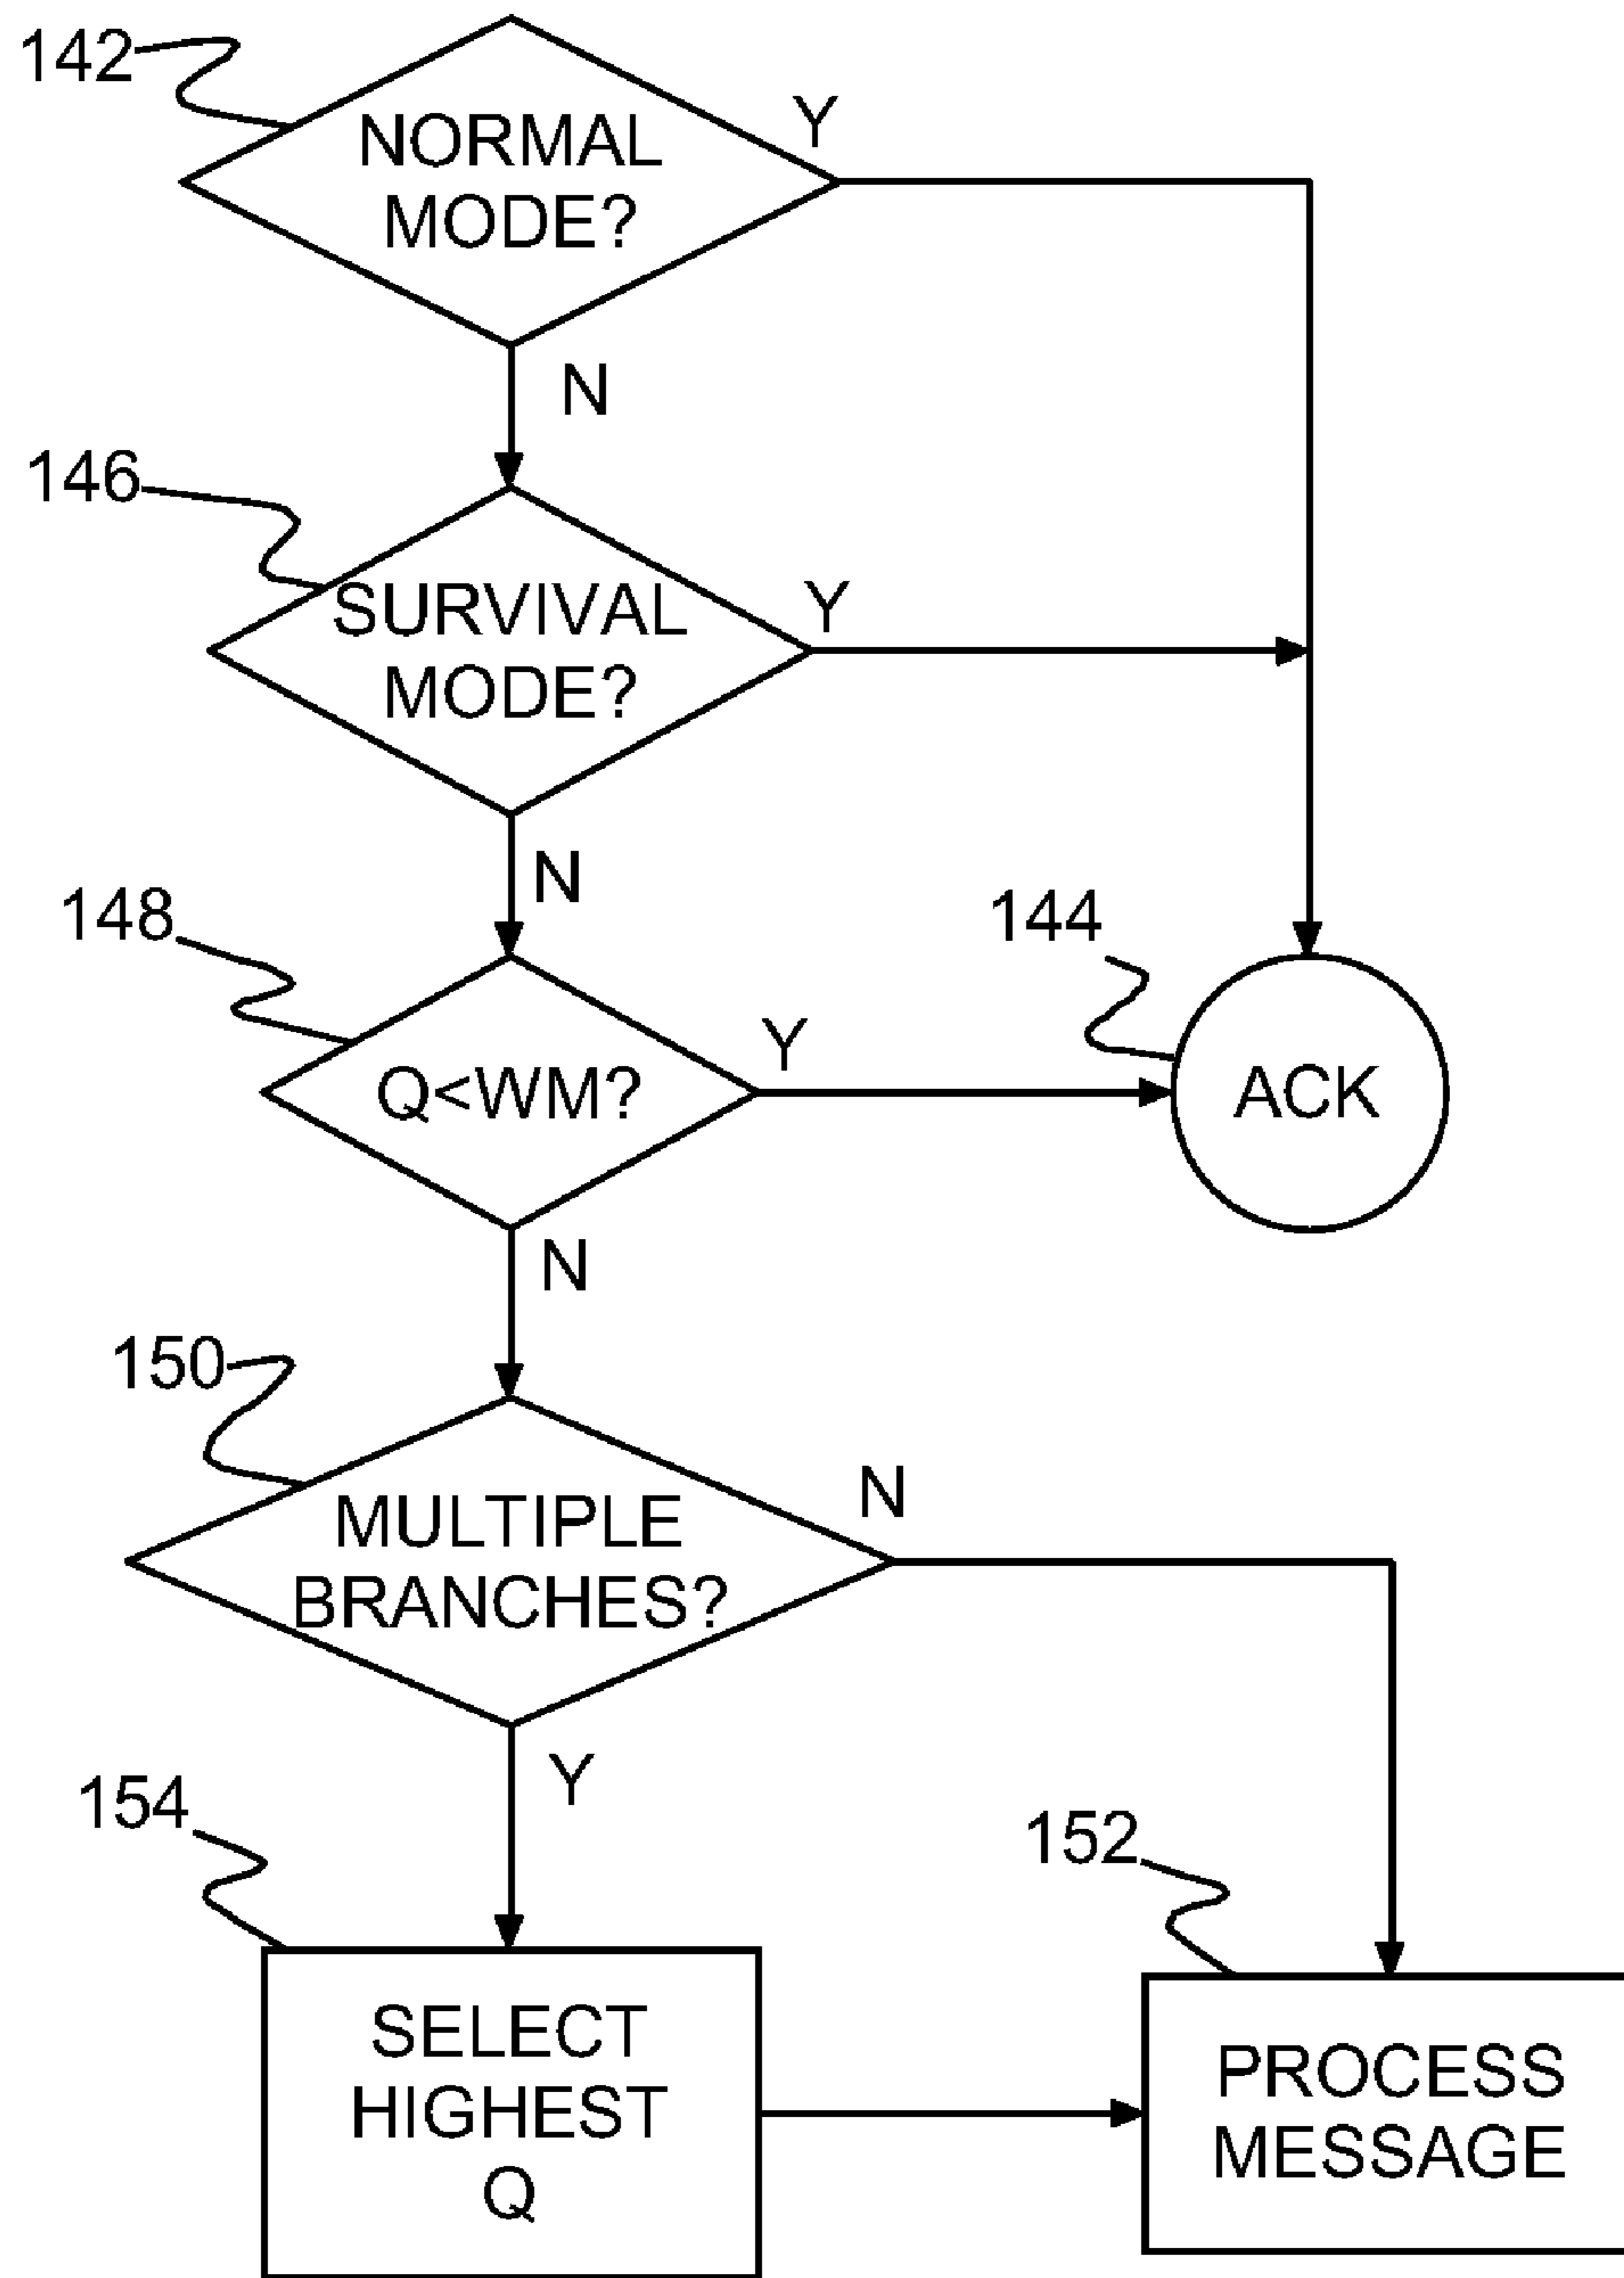 142
NORMAL
MODE?
Y
N
146
SURVIVAL
MODE?
Y
N
148
Q<WM?
Y
144
ACK
N
150
MULTIPLE
BRANCHES?
N
Y
154
SELECT
HIGHEST
Q
152
PROCESS
MESSAGE